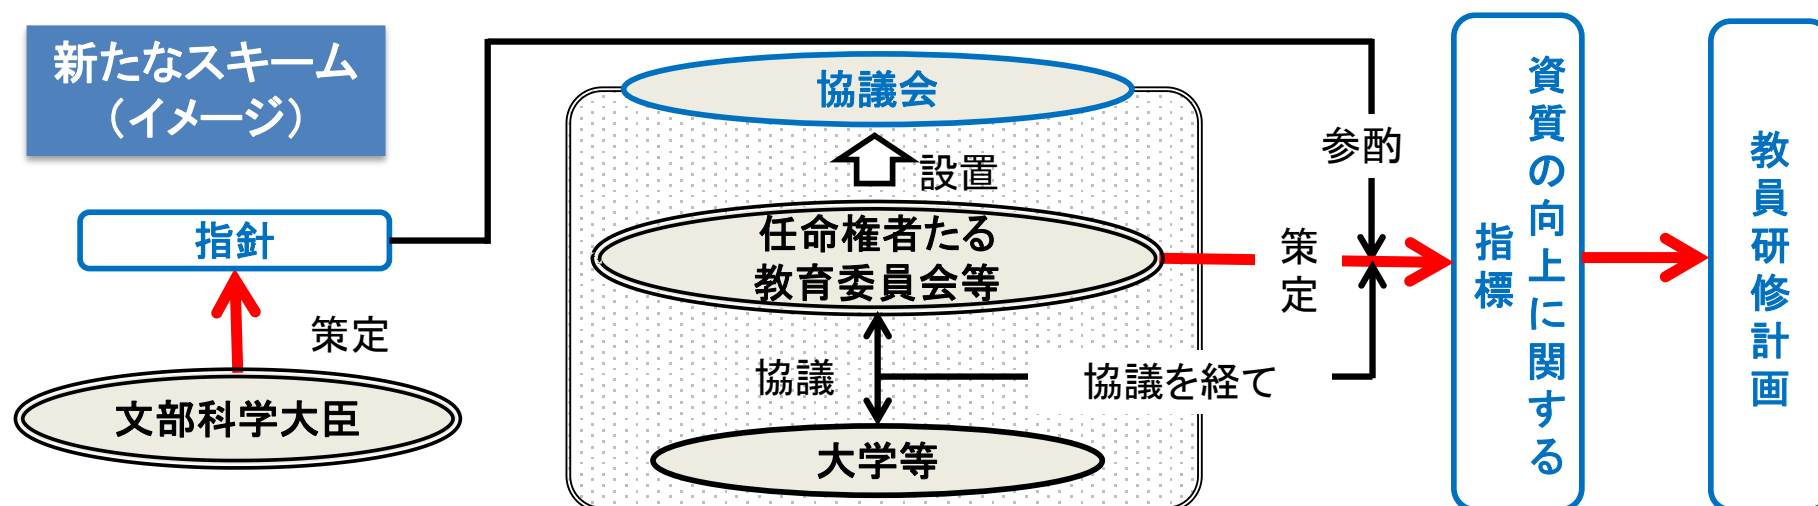 新たなスキーム
（イメージ）
協議会
設置
参酌
指針
任命権者たる
教育委員会等
策定
策定
協議
協議を経て
文部科学大臣
大学等
資質の向上に関する
指標
教員研修計画